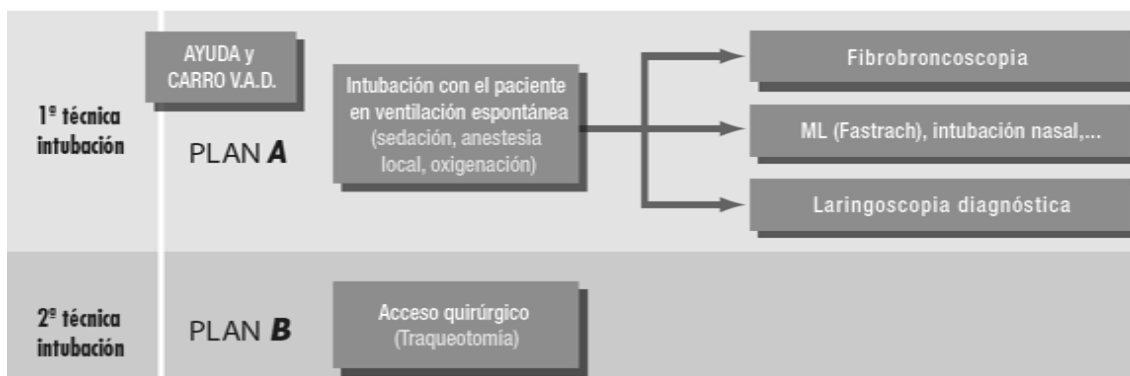 1ª técnica
intubación
AYUDA y
CARRO V.A.D.
PLAN A
Intubación con el paciente
en ventilación espontánea
(sedación, anestesia
local, oxigenación)
Fibrobroncoscopia
ML (Fastrach), intubación nasal,...
Laringoscopia diagnóstica
2ª técnica
intubación
PLAN B
Acceso quirúrgico
(Traqueotomía)